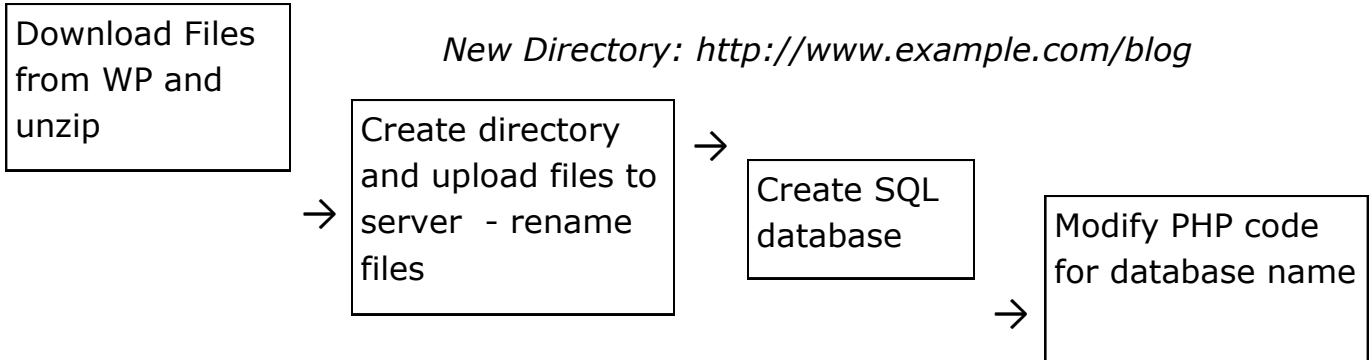 Download Files
from WP and
unzip
New Directory: http://www.example.com/blog
→
Create directory
and upload files to
server - rename
files
→
Create SQL
database
→
Modify PHP code
for database name